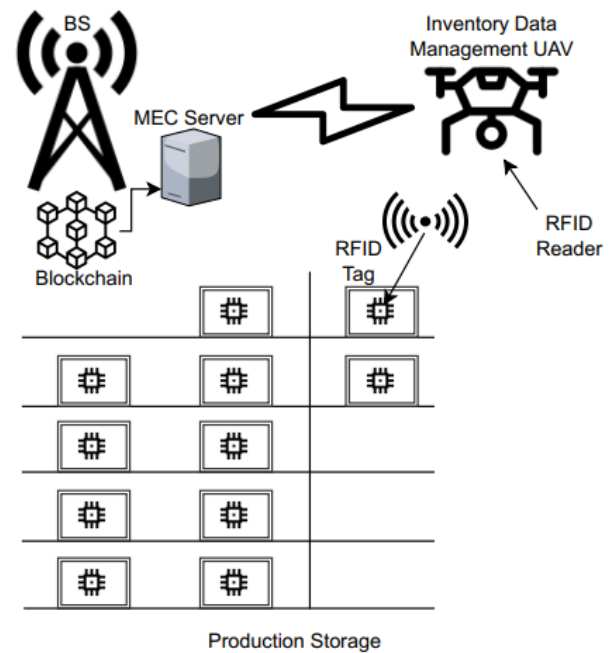 BS
Inventory Data
Management UAV
MEC Server
RFID
Reader
RFID
Tag
Blockchain
Production Storage